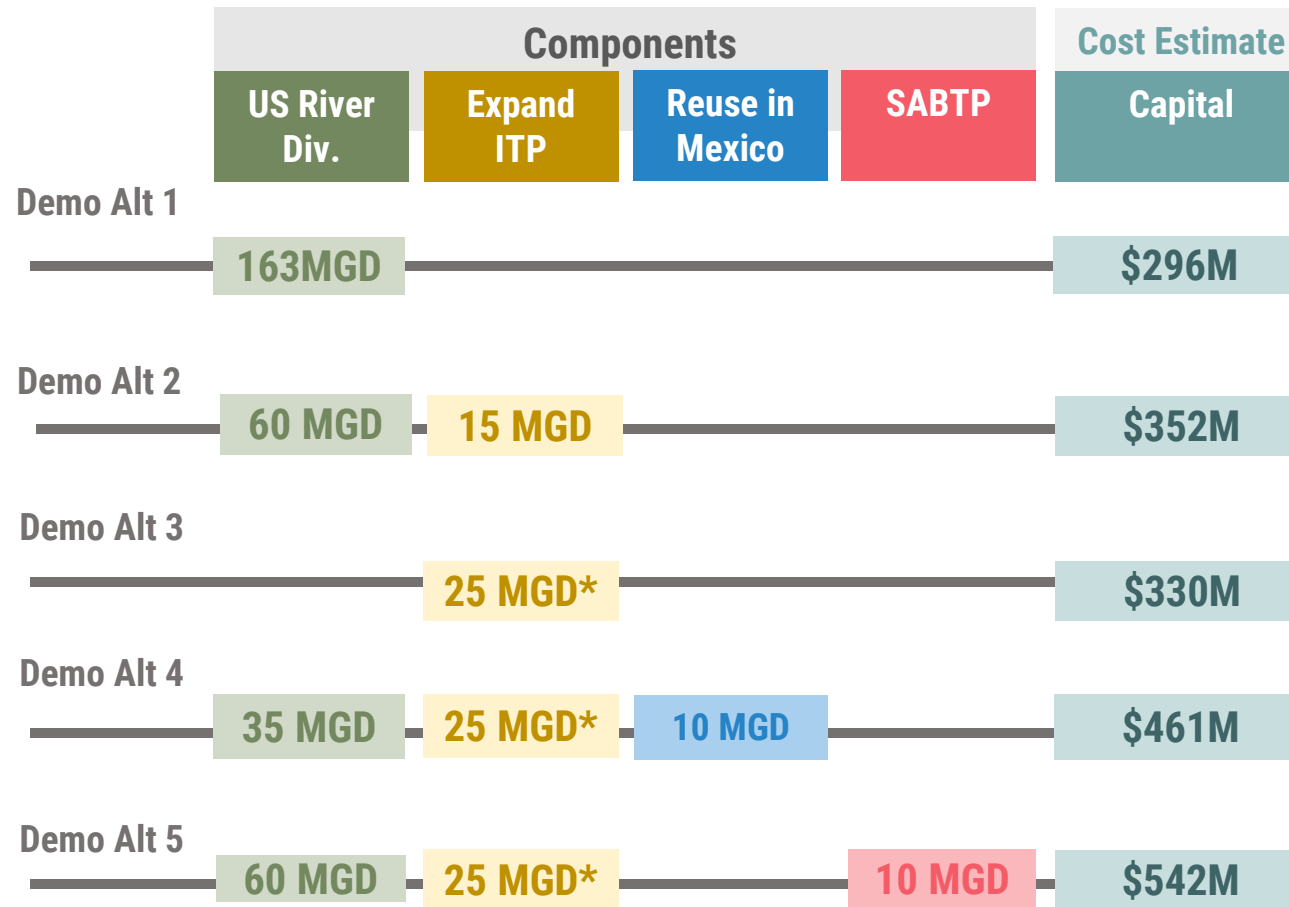 Components
Cost Estimate
US River
Div.
Expand
ITP
Reuse in
Mexico
SABTP
Capital
Demo Alt 1
163MGD
$296M
Demo Alt 2
60 MGD
15 MGD
$352M
Demo Alt 3
25 MGD*
$330M
Demo Alt 4
35 MGD
25 MGD*
10 MGD
$461M
Demo Alt 5
60 MGD
25 MGD*
10 MGD
$542M